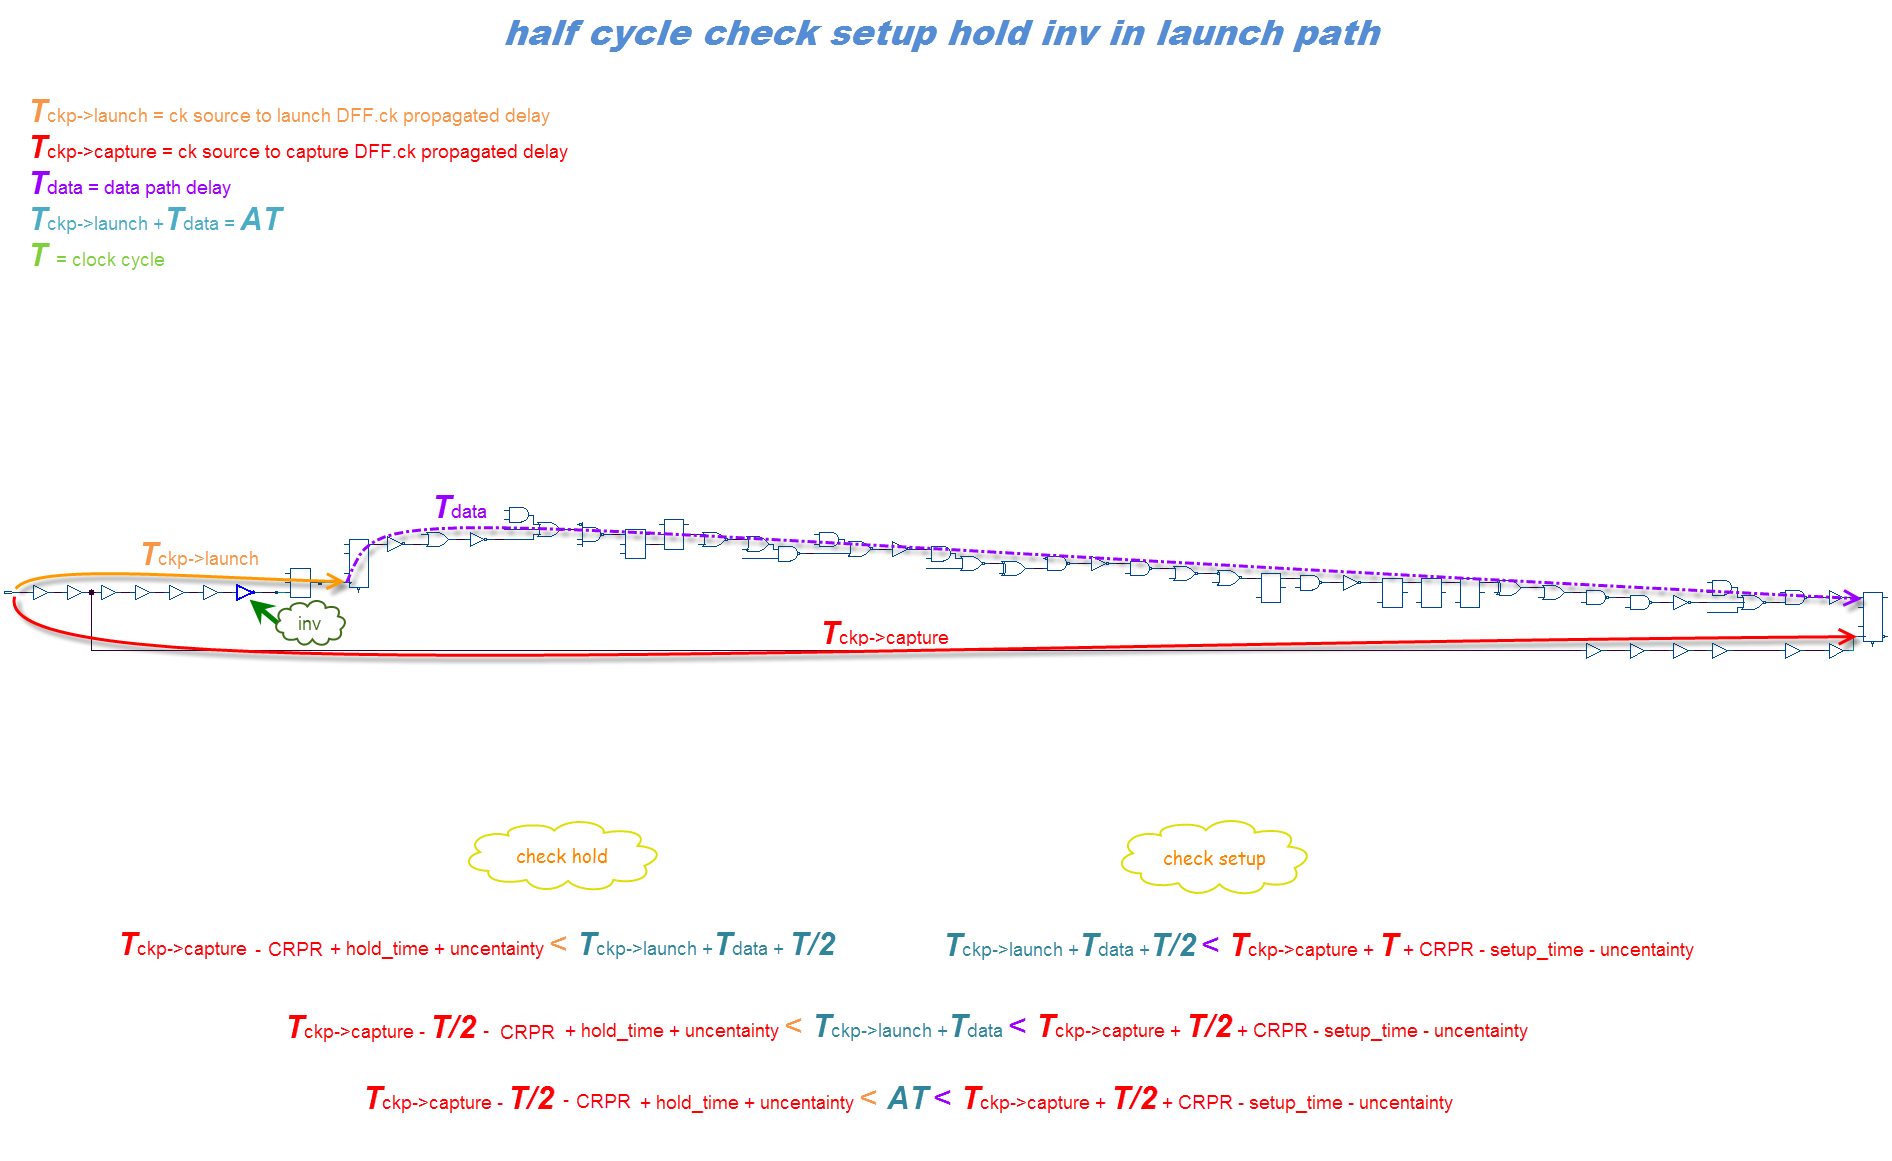 half cycle check setup hold inv in launch path
Tckp->launch = ck source to launch DFF.ck propagated delay
Tckp->capture = ck source to capture DFF.ck propagated delay
Tdata = data path delay
Tckp->launch + Tdata = AT
T = clock cycle
Tdata
Tckp->launch
inv
Tckp->capture
check hold
check setup
Tckp->capture - CRPR + hold_time + uncentainty < Tckp->launch + Tdata + T/2
Tckp->launch + Tdata + T/2 < Tckp->capture + T + CRPR - setup_time - uncentainty
Tckp->capture - T/2 - CRPR + hold_time + uncentainty < Tckp->launch + Tdata < Tckp->capture + T/2 + CRPR - setup_time - uncentainty
Tckp->capture - T/2 - CRPR + hold_time + uncentainty < AT < Tckp->capture + T/2 + CRPR - setup_time - uncentainty